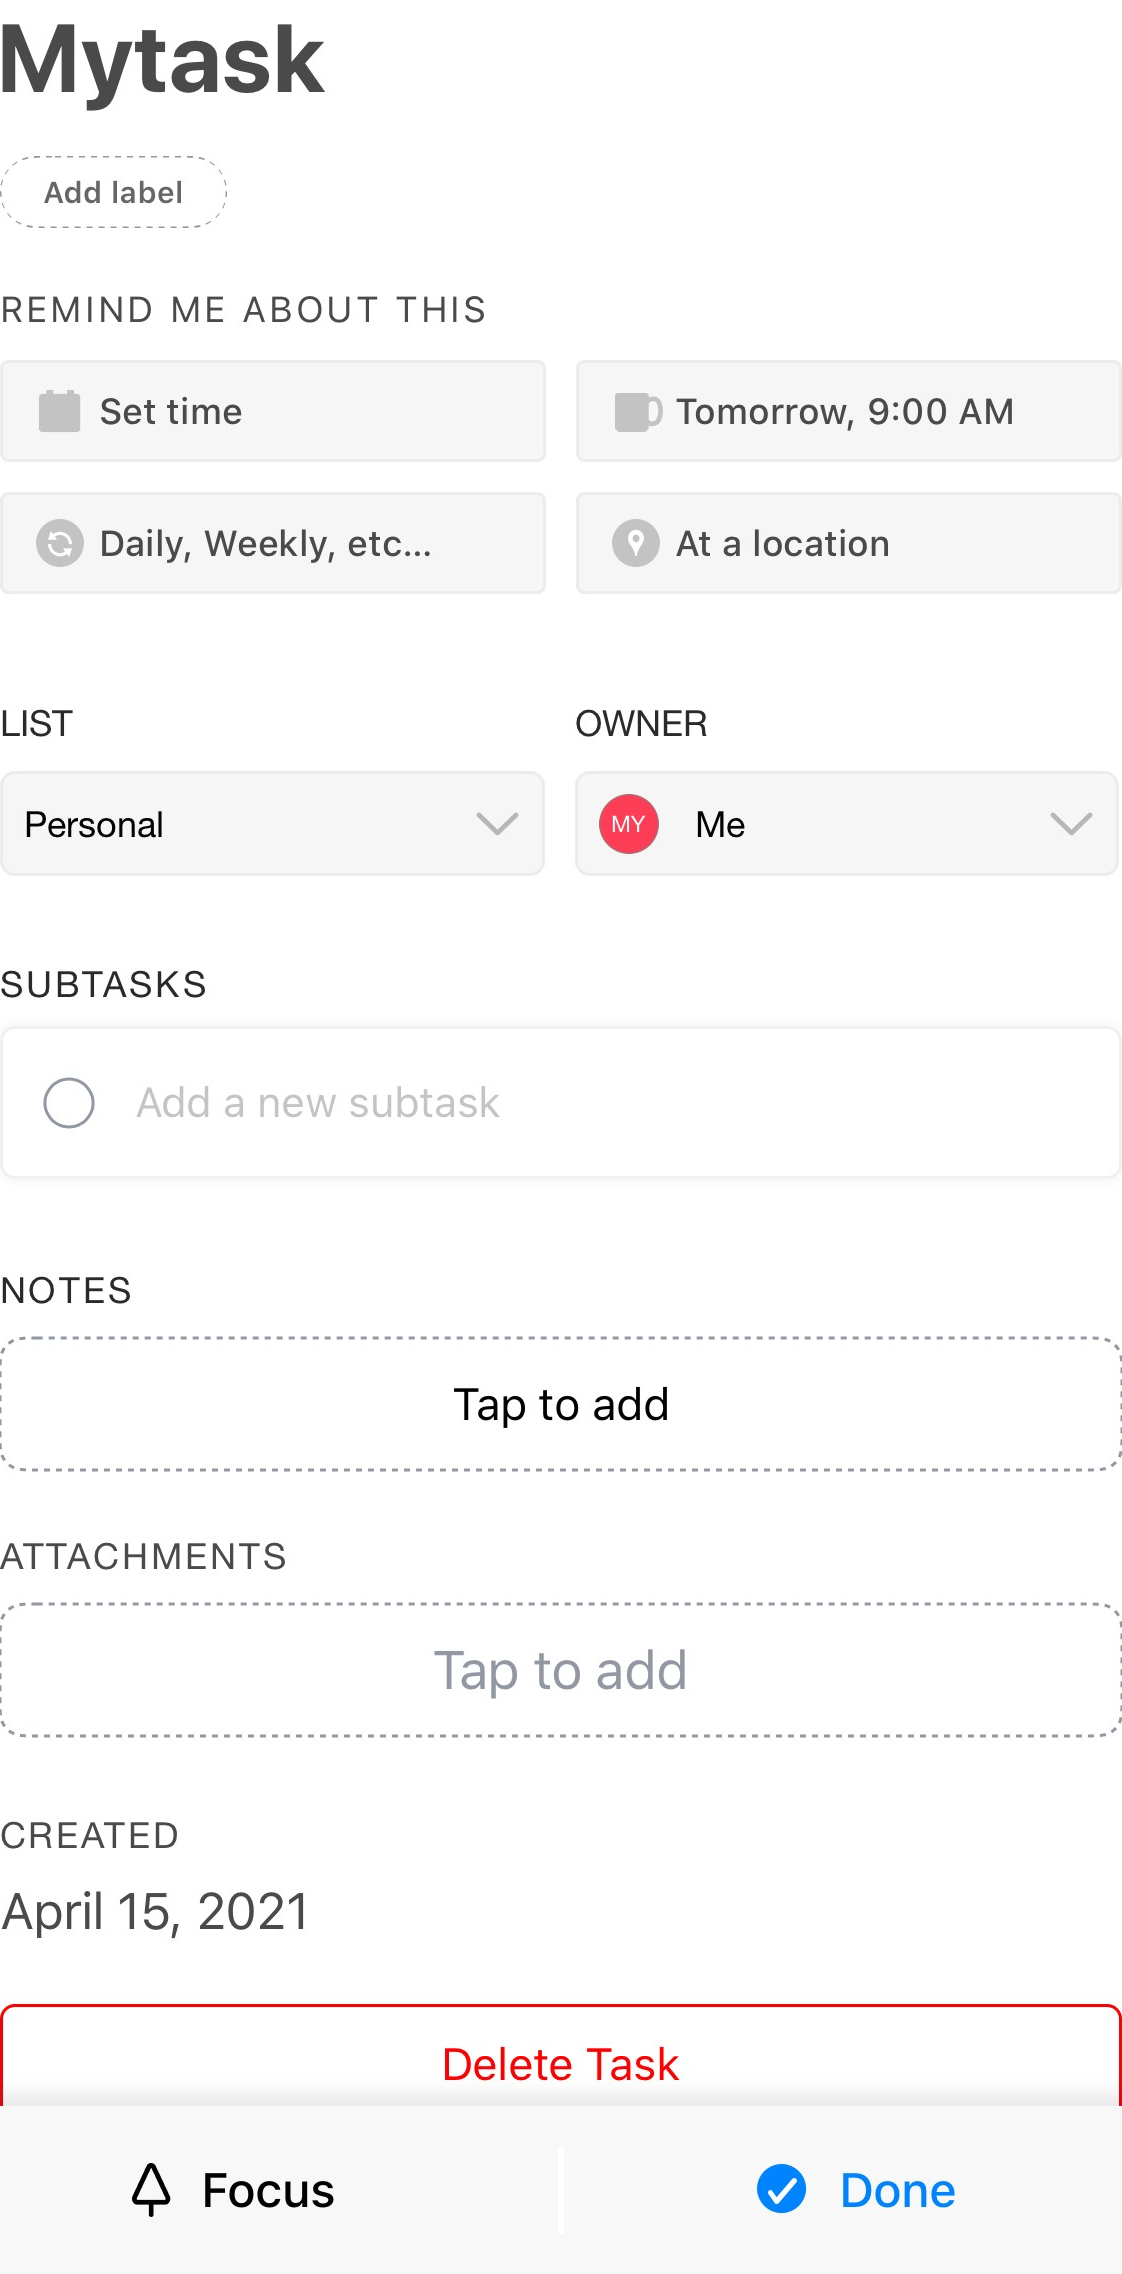 Mytask
Add label
REMIND ME ABOUT THIS
Set time
Tomorrow, 9:00 AM
Daily, Weekly, etc...
At a location
LIST
OWNER
Personal
MY
Me
SUBTASKS
Add a new subtask
NOTES
Tap to add
ATTACHMENTS
Tap to add
CREATED
April 15, 2021
Delete Task
Focus
Done